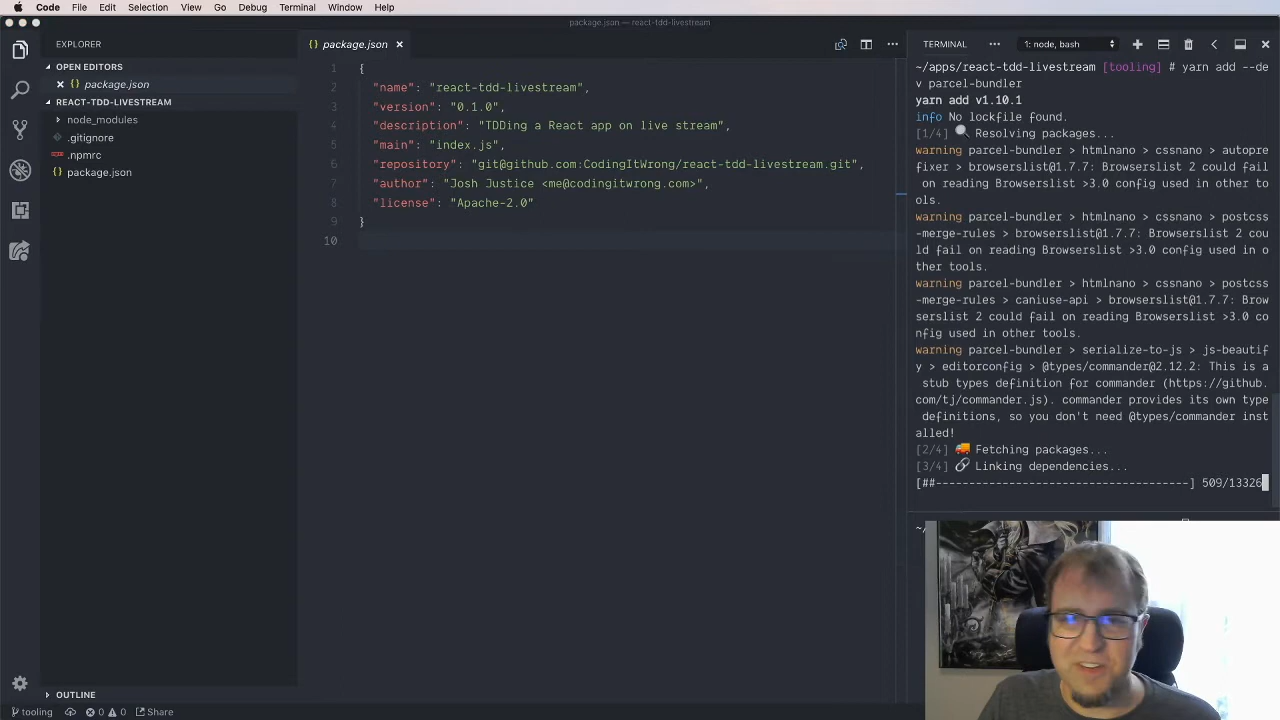 Code File Edit Selection View Go Debug Terminal Window Help
package.json — react-tdd-livestream
EXPLORER
OPEN EDITORS
{} package.json
REACT-TDD-LIVESTREAM
node_modules
.gitignore
.npmrc
package.json
OUTLINE
tooling 0 0 Share
{} package.json
1 {
2 "name": "react-tdd-livestream",
3 "version": "0.1.0",
4 "description": "TDDing a React app on live stream",
5 "main": "index.js",
6 "repository": "git@github.com:CodingItWrong/react-tdd-livestream.git",
7 "author": "Josh Justice <me@codingitwrong.com>",
8 "license": "Apache-2.0"
9 }
10
TERMINAL ... 1: node, bash
~/apps/react-tdd-livestream [tooling] # yarn add --de
v parcel-bundler
yarn add v1.10.1
info No lockfile found.
[1/4] Resolving packages...
warning parcel-bundler > htmlnano > cssnano > autopre
fixer > browserslist@1.7.7: Browserslist 2 could fail
on reading Browserslist >3.0 config used in other to
ols.
warning parcel-bundler > htmlnano > cssnano > postcss
-merge-rules > browserslist@1.7.7: Browserslist 2 cou
ld fail on reading Browserslist >3.0 config used in o
ther tools.
warning parcel-bundler > htmlnano > cssnano > postcss
-merge-rules > caniuse-api > browserslist@1.7.7: Brow
serslist 2 could fail on reading Browserslist >3.0 co
nfig used in other tools.
warning parcel-bundler > serialize-to-js > js-beautif
y > editorconfig > @types/commander@2.12.2: This is a
stub types definition for commander (https://github.
com/tj/commander.js). commander provides its own type
definitions, so you don't need @types/commander inst
alled!
[2/4] Fetching packages...
[3/4] Linking dependencies...
[##--------------------------------------] 509/13326
~/